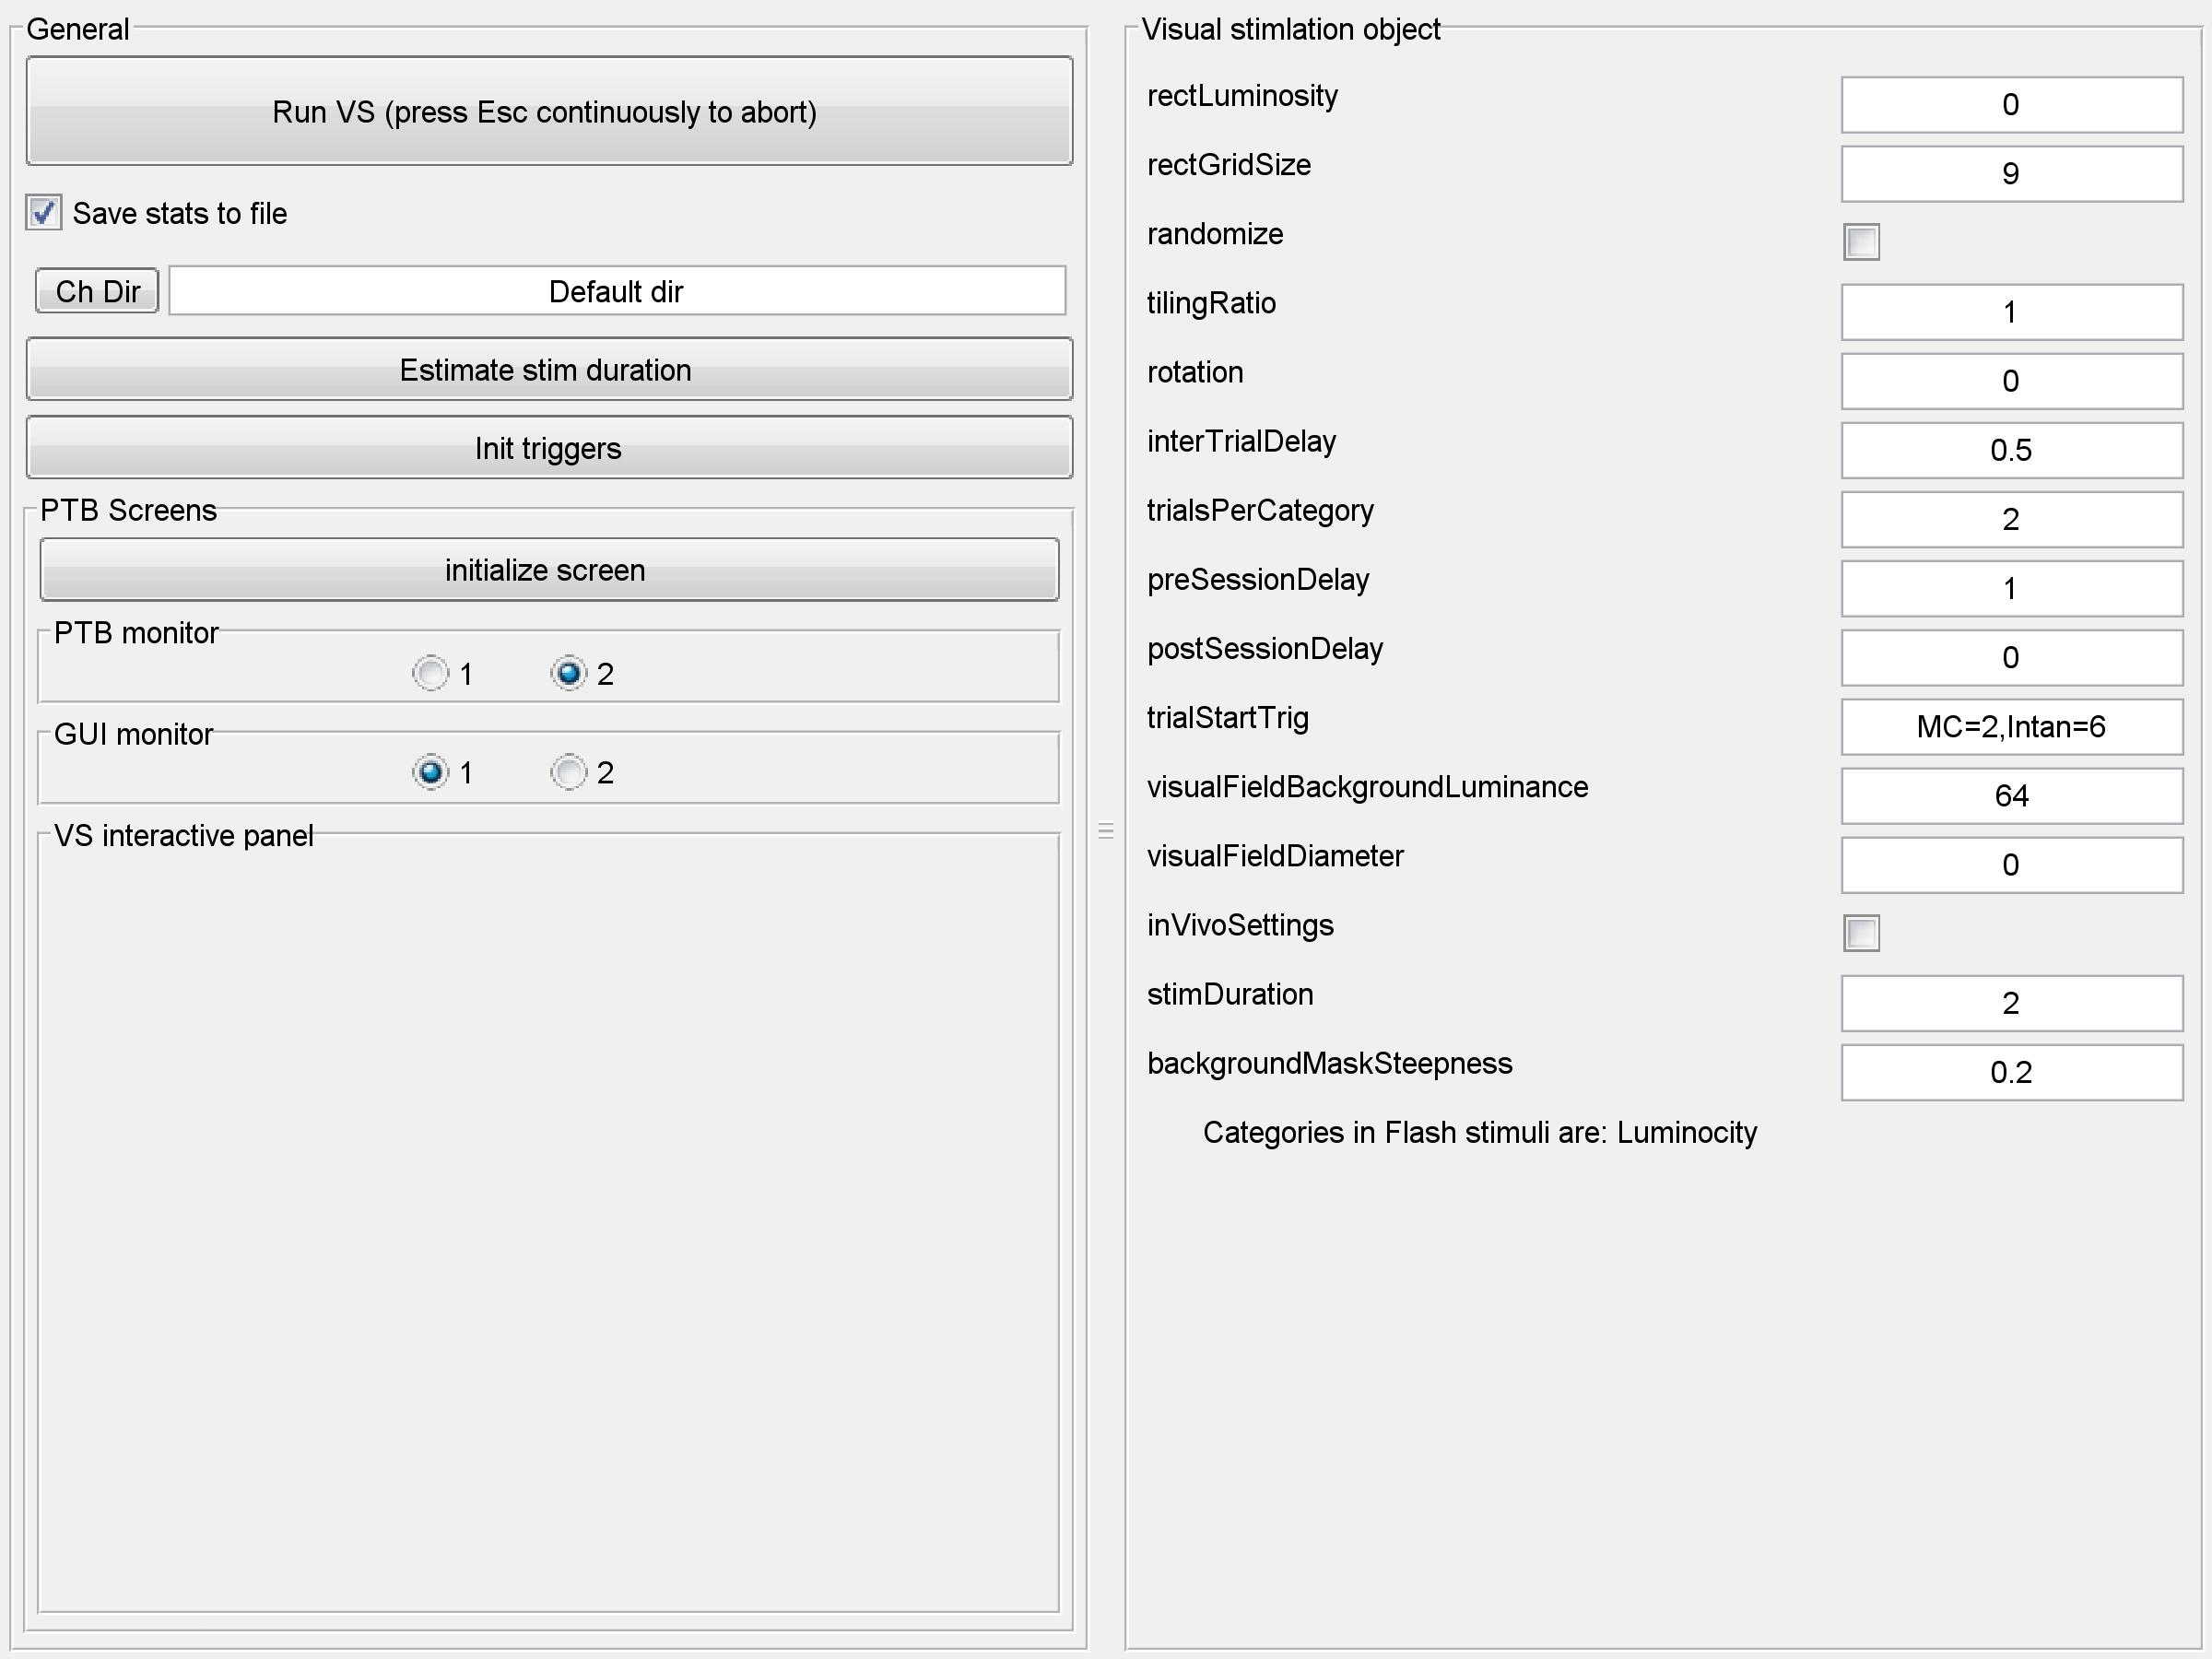 General
Run VS (press Esc continuously to abort)
Save stats to file
Ch Dir
Default dir
Estimate stim duration
Init triggers
PTB Screens
initialize screen
PTB monitor
1 2
GUI monitor
1 2
VS interactive panel
Visual stimlation object
rectLuminosity 0
rectGridSize 9
randomize
tilingRatio 1
rotation 0
interTrialDelay 0.5
trialsPerCategory 2
preSessionDelay 1
postSessionDelay 0
trialStartTrig MC=2,Intan=6
visualFieldBackgroundLuminance 64
visualFieldDiameter 0
inVivoSettings
stimDuration 2
backgroundMaskSteepness 0.2
Categories in Flash stimuli are: Luminocity